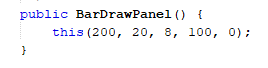 public BarDrawPanel() {
    this(200, 20, 8, 100, 0);
}